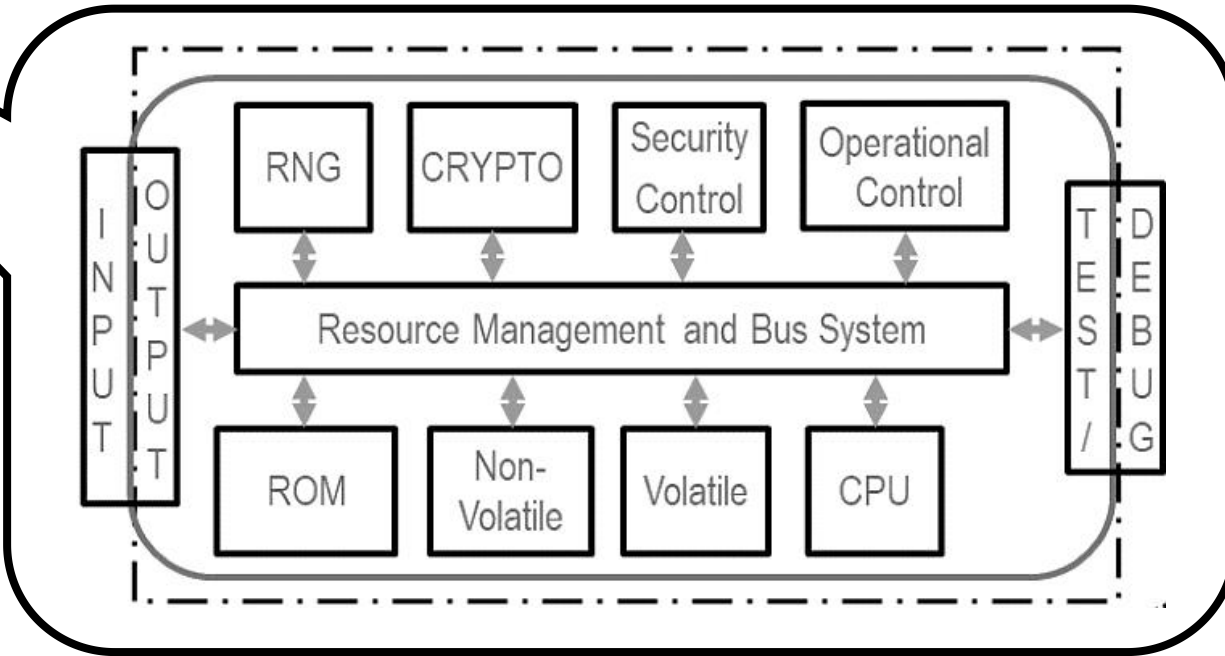 RNG
CRYPTO
Security
Control
Operational
Control
INPUT
OUTPUT
Resource Management and Bus System
TEST/
DEBUG
ROM
Non-
Volatile
Volatile
CPU